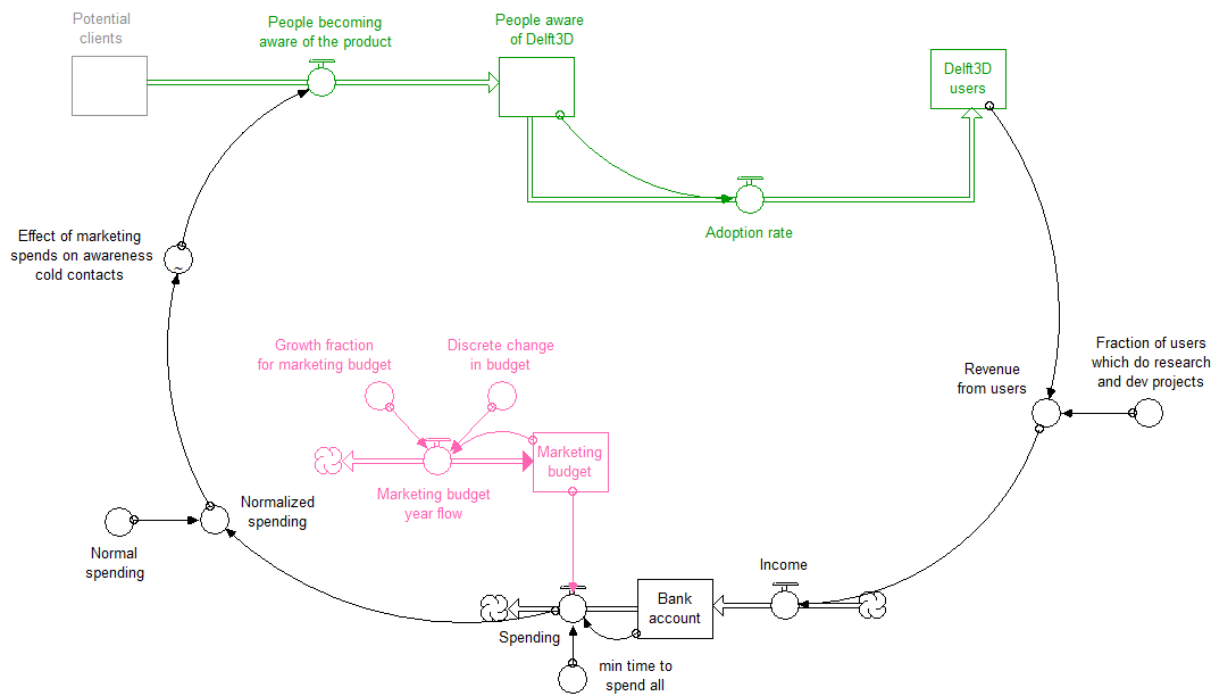 Potential
clients
People becoming
aware of the product
People aware
of Delft3D
Delft3D
users
Adoption rate
Effect of marketing
spends on awareness
cold contacts
~
Growth fraction
for marketing budget
Discrete change
in budget
Revenue
from users
Fraction of users
which do research
and dev projects
Marketing
budget
Marketing budget
year flow
Normalized
spending
Normal
spending
Income
Bank
account
Spending
min time to
spend all